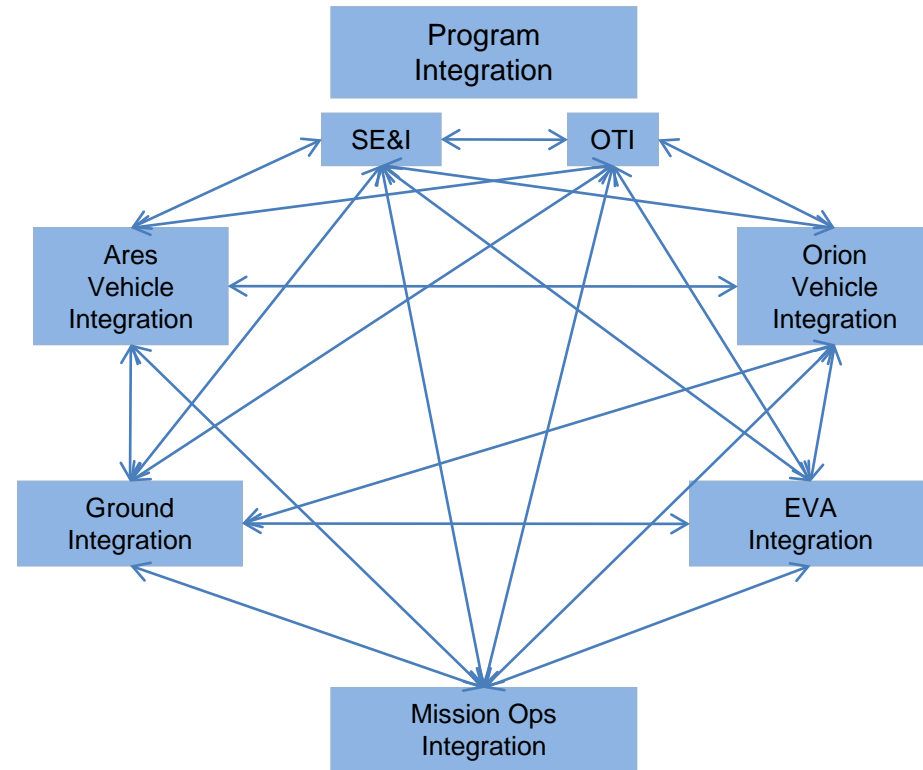 Program
Integration
SE&I
OTI
Ares
Vehicle
Integration
Orion
Vehicle
Integration
Ground
Integration
EVA
Integration
Mission Ops
Integration